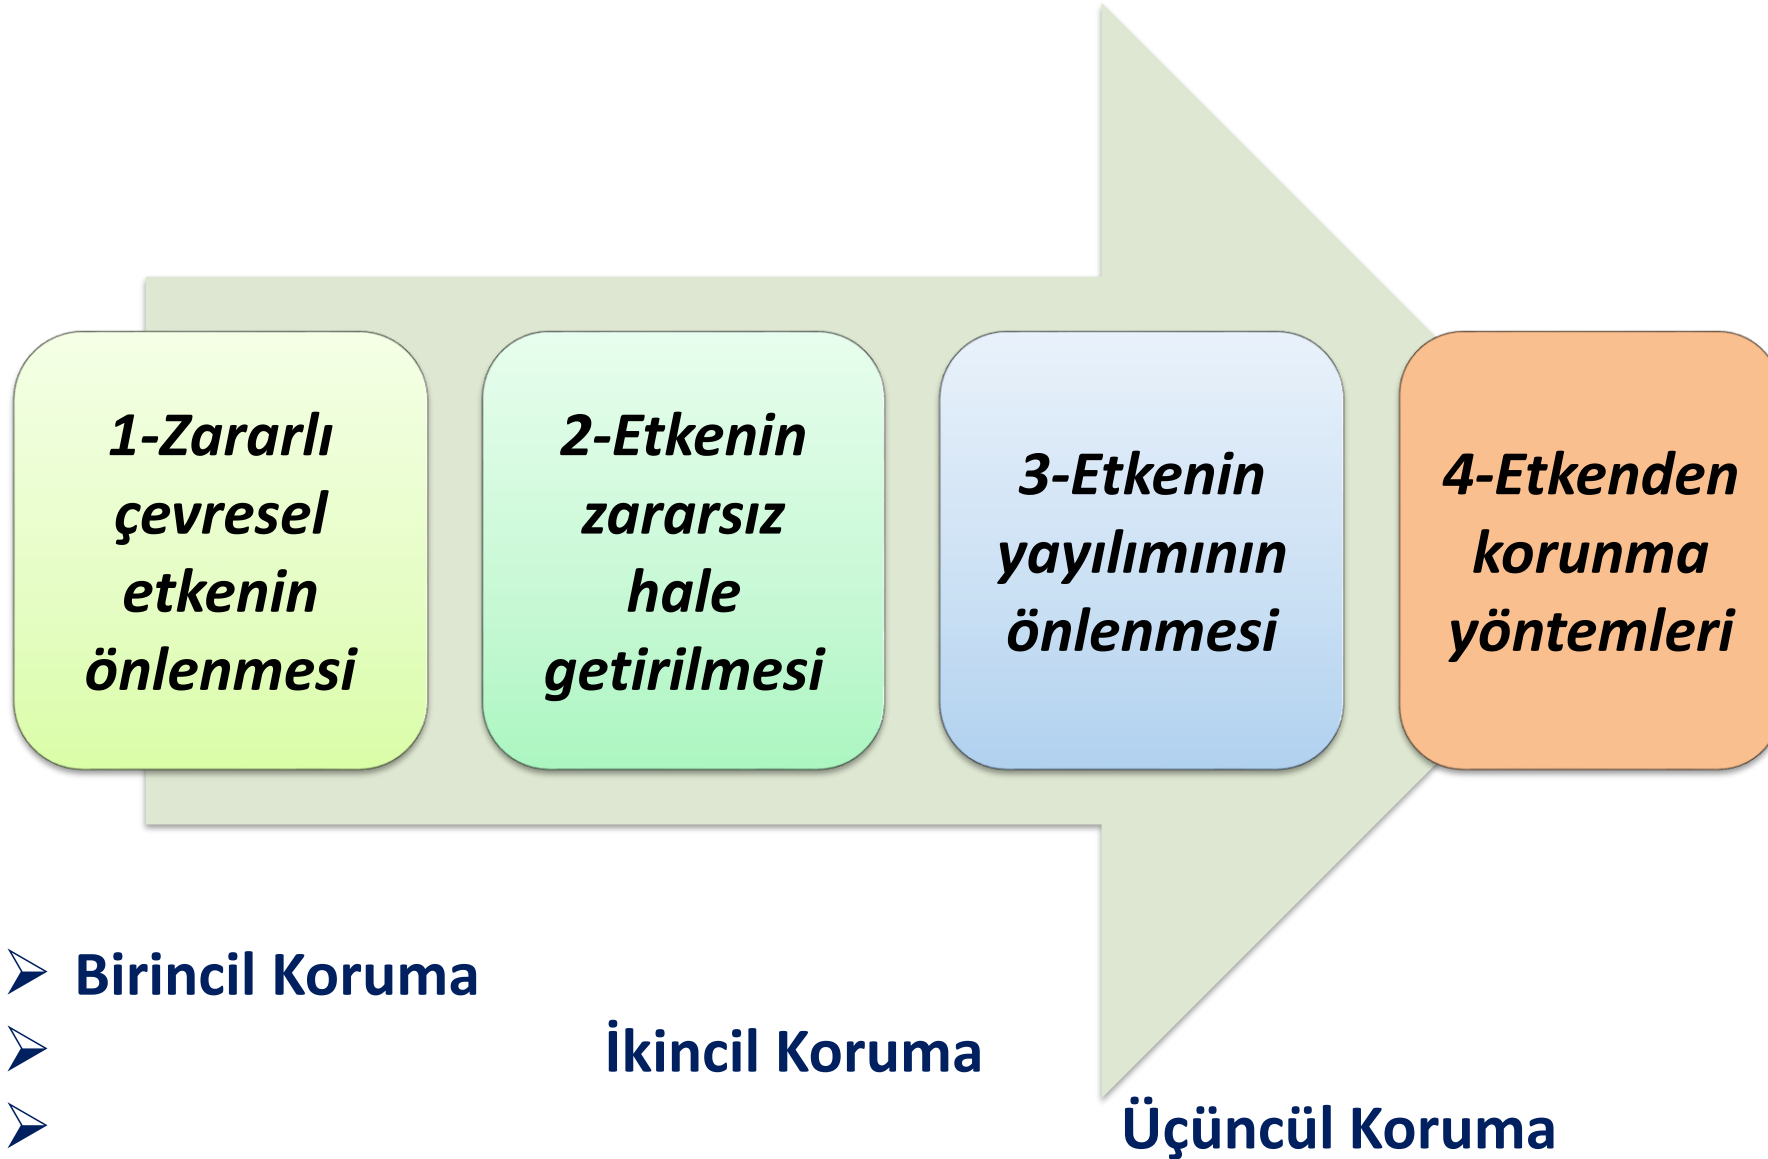 1-Zararlı
çevresel
etkenin
önlenmesi
2-Etkenin
zararsız
hale
getirilmesi
3-Etkenin
yayılımının
önlenmesi
4-Etkenden
korunma
yöntemleri
➢ Birincil Koruma
➢ İkincil Koruma
➢ Üçüncül Koruma